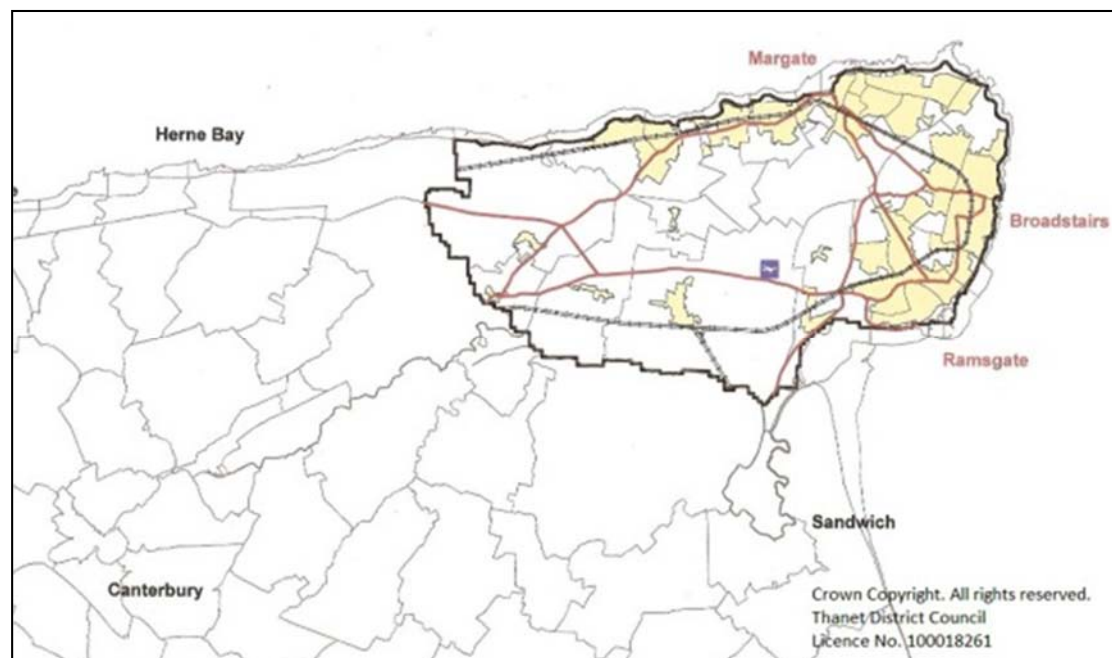 Margate
Herne Bay
Broadstairs
Ramsgate
Sandwich
Canterbury
Crown Copyright. All rights reserved.
Thanet District Council
Licence No. 100018261